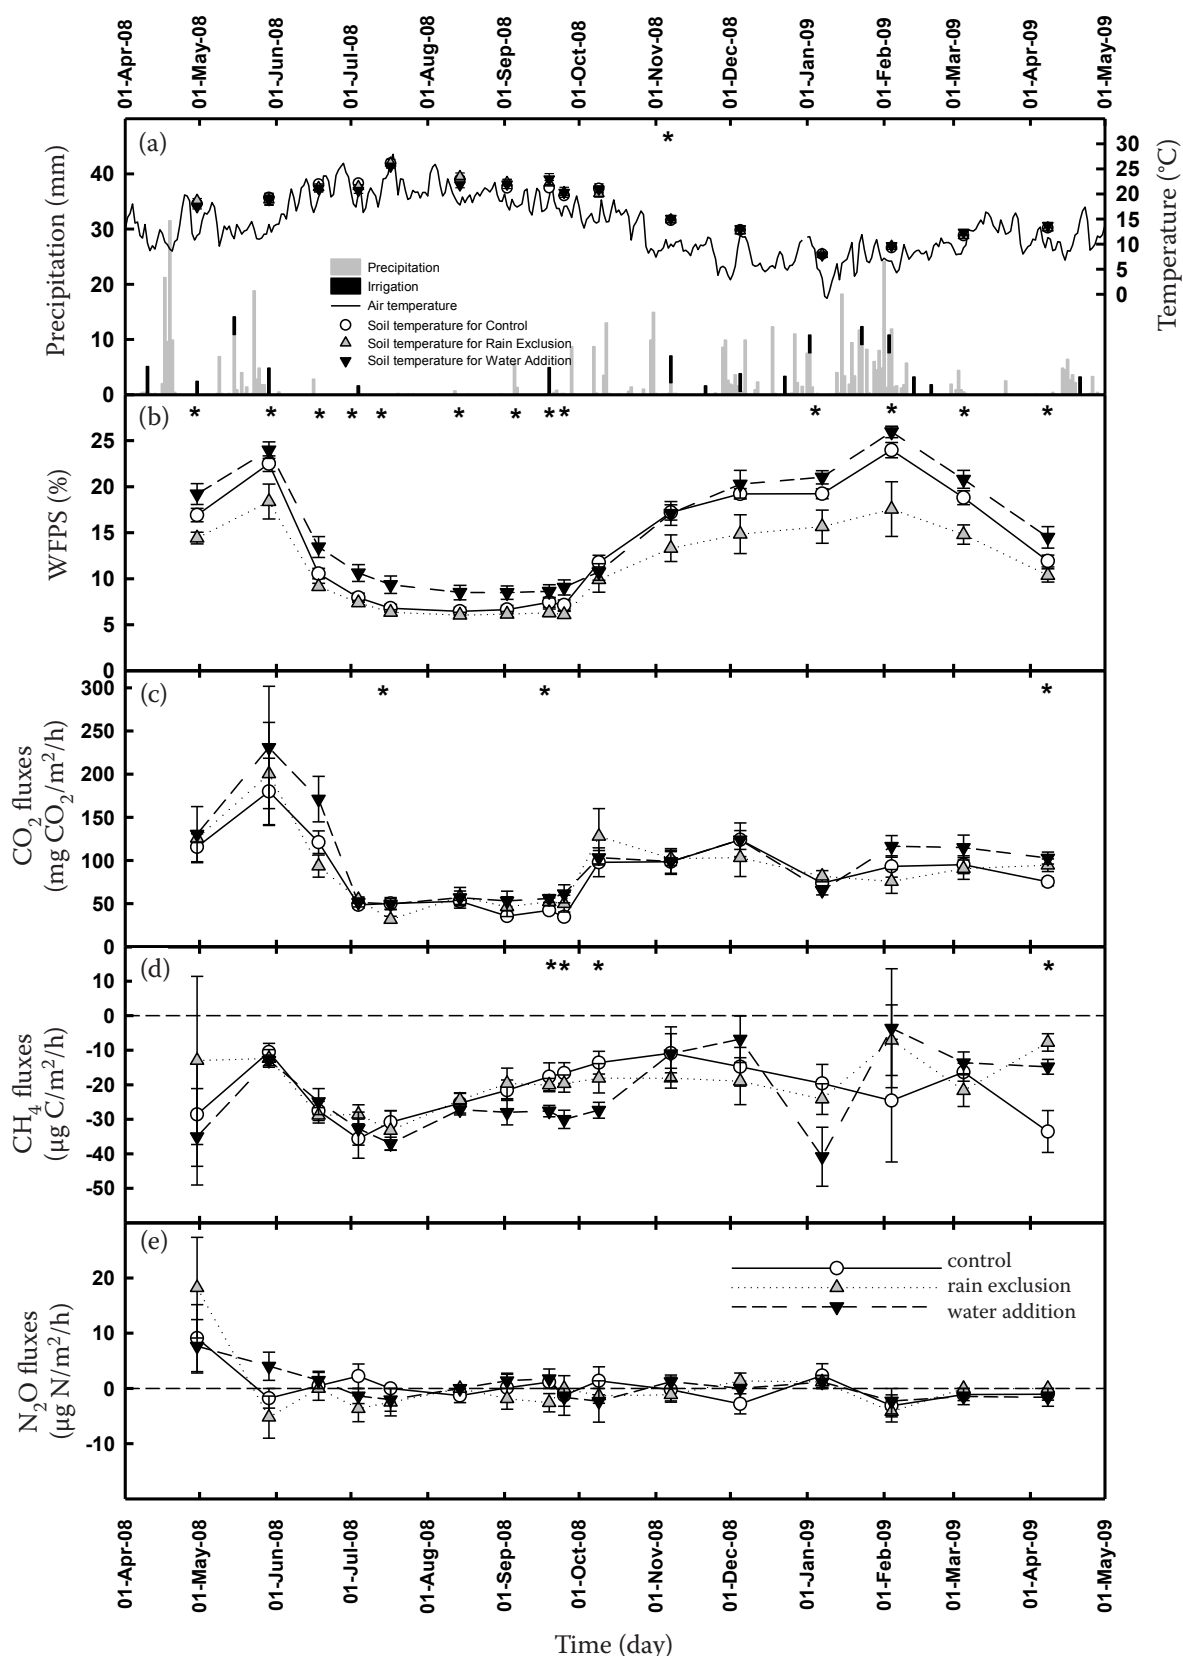 01-Apr-08 01-May-08 01-Jun-08 01-Jul-08 01-Aug-08 01-Sep-08 01-Oct-08 01-Nov-08 01-Dec-08 01-Jan-09 01-Feb-09 01-Mar-09 01-Apr-09 01-May-09
(a)
*
Precipitation (mm)
40
30
20
10
0
Temperature (°C)
35
30
25
20
15
10
5
0
Precipitation
Irrigation
Air temperature
Soil temperature for Control
Soil temperature for Rain Exclusion
Soil temperature for Water Addition
(b)
* * * * * * * * * * * * *
WFPS (%)
25
20
15
10
5
0
(c)
* * *
CO2 fluxes
(mg CO2/m²/h)
300
250
200
150
100
50
0
(d)
* * * *
CH4 fluxes
(µg C/m²/h)
10
0
-10
-20
-30
-40
-50
(e)
N2O fluxes
(µg N/m²/h)
20
10
0
-10
control
rain exclusion
water addition
01-Apr-08 01-May-08 01-Jun-08 01-Jul-08 01-Aug-08 01-Sep-08 01-Oct-08 01-Nov-08 01-Dec-08 01-Jan-09 01-Feb-09 01-Mar-09 01-Apr-09 01-May-09
Time (day)